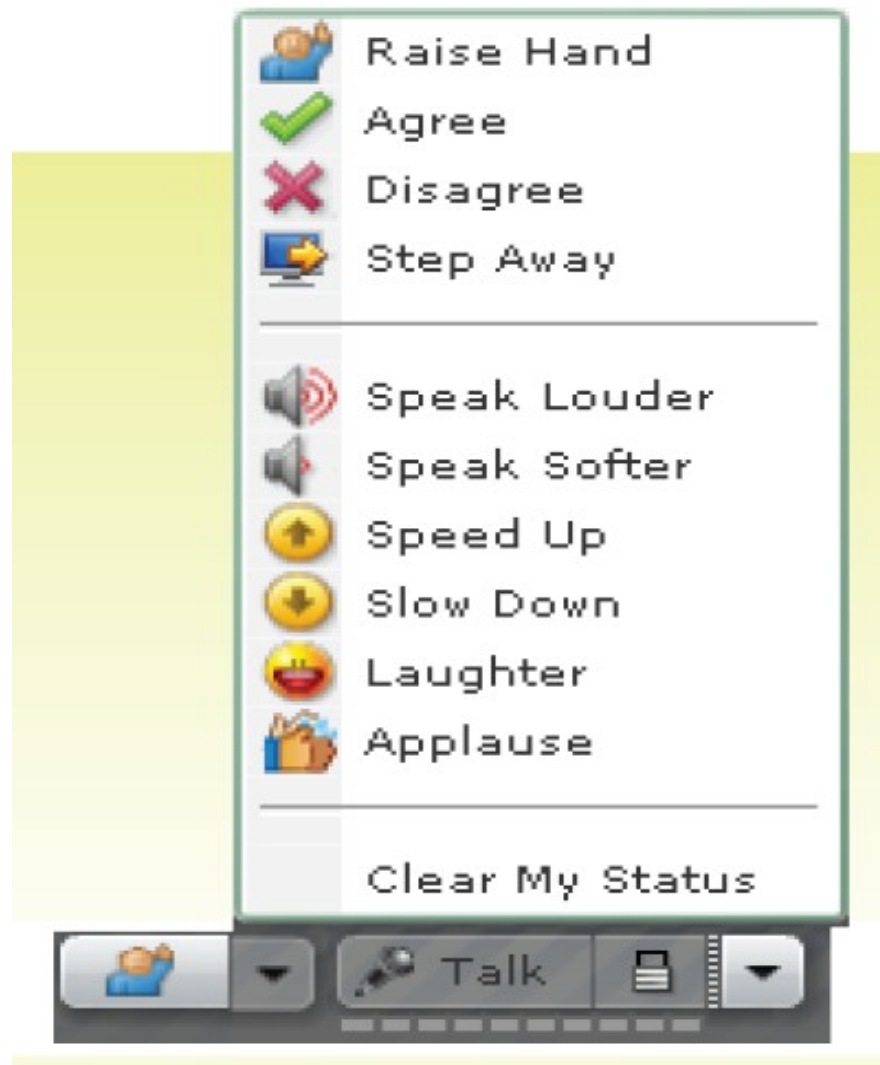 Raise Hand
Agree
Disagree
Step Away
Speak Louder
Speak Softer
Speed Up
Slow Down
Laughter
Applause
Clear My Status
Talk